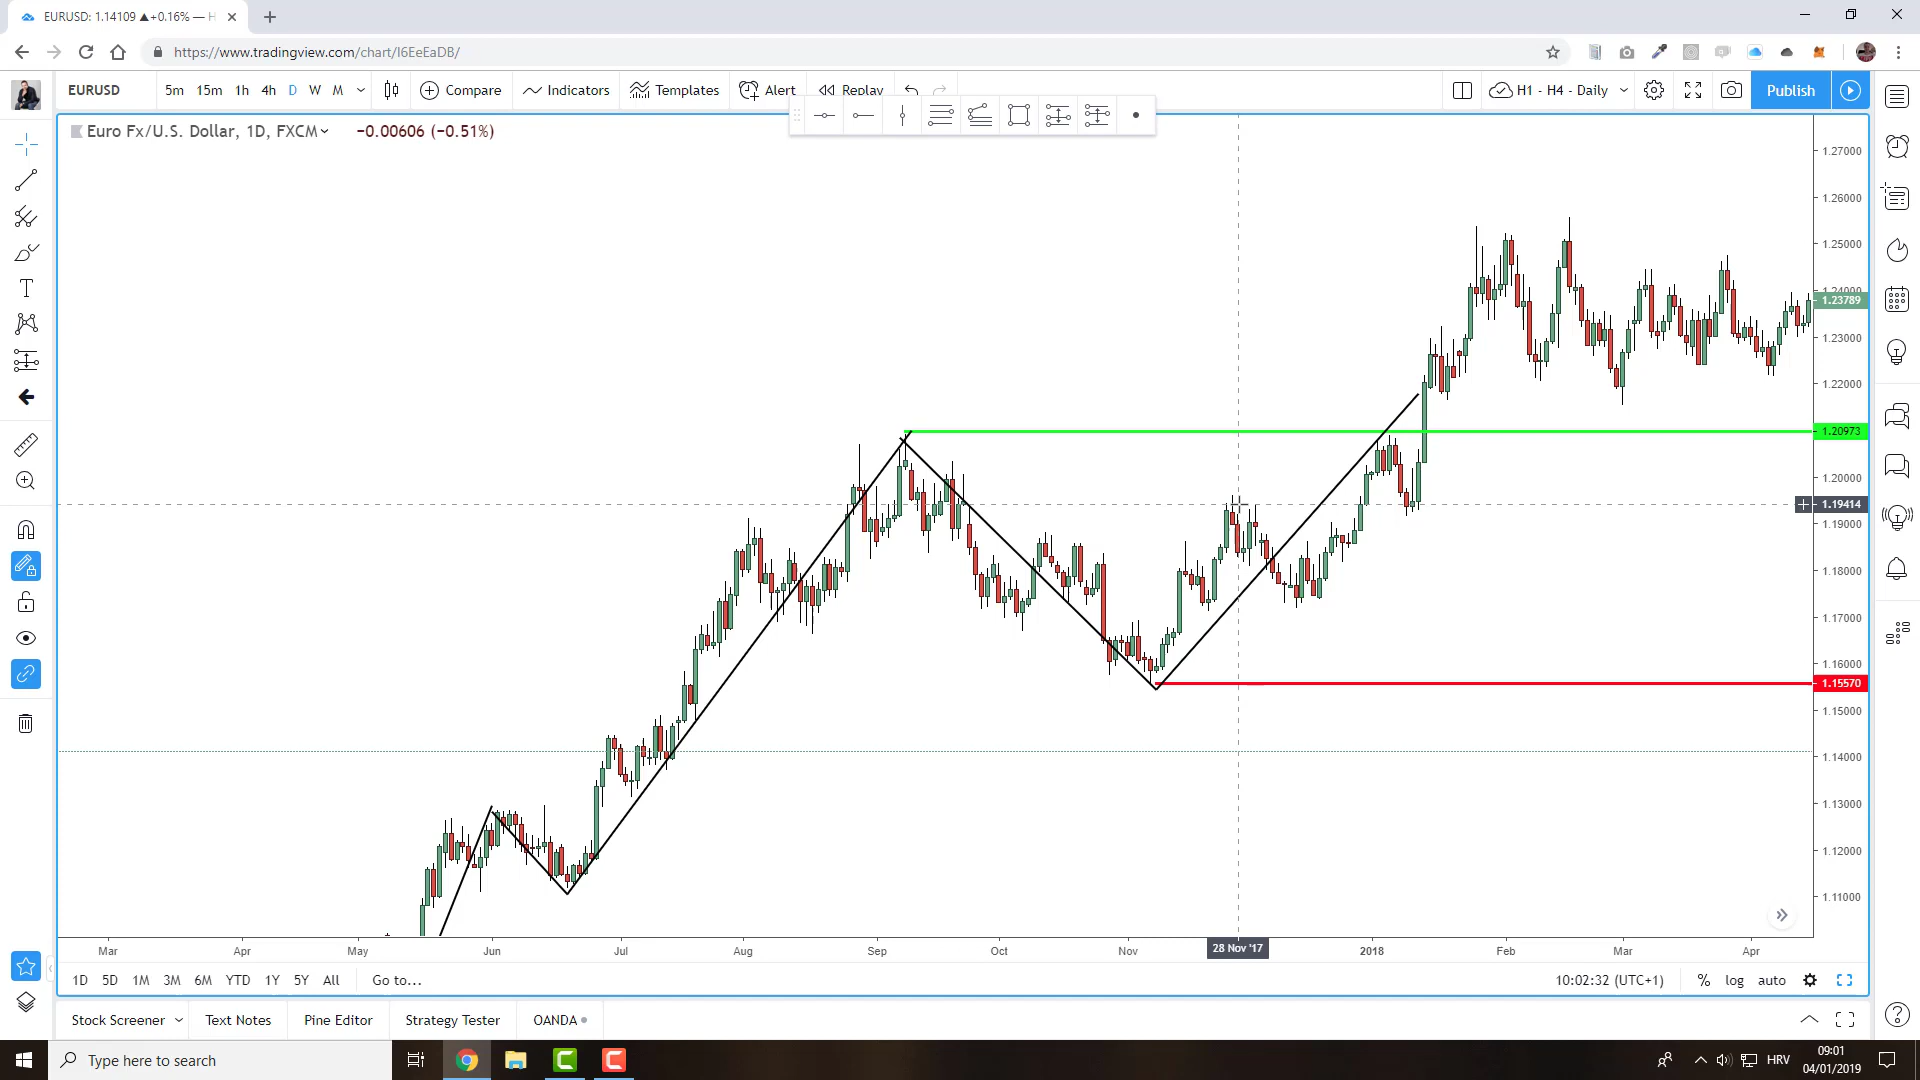 EURUSD: 1.14109 ▲+0.16% — H
https://www.tradingview.com/chart/I6EeEaDB/
EURUSD 5m 15m 1h 4h D W M Compare Indicators Templates Alert Replay H1 - H4 - Daily Publish
Euro Fx/U.S. Dollar, 1D, FXCM −0.00606 (−0.51%)
1.27000
1.26000
1.25000
1.24000
1.23789
1.23000
1.22000
1.20973
1.20000
1.19414
1.19000
1.18000
1.17000
1.16000
1.15570
1.15000
1.14000
1.13000
1.12000
1.11000
Mar Apr May Jun Jul Aug Sep Oct Nov 28 Nov '17 2018 Feb Mar Apr
1D 5D 1M 3M 6M YTD 1Y 5Y All Go to... 10:02:32 (UTC+1) % log auto
Stock Screener Text Notes Pine Editor Strategy Tester OANDA
Type here to search HRV 09:01
04/01/2019